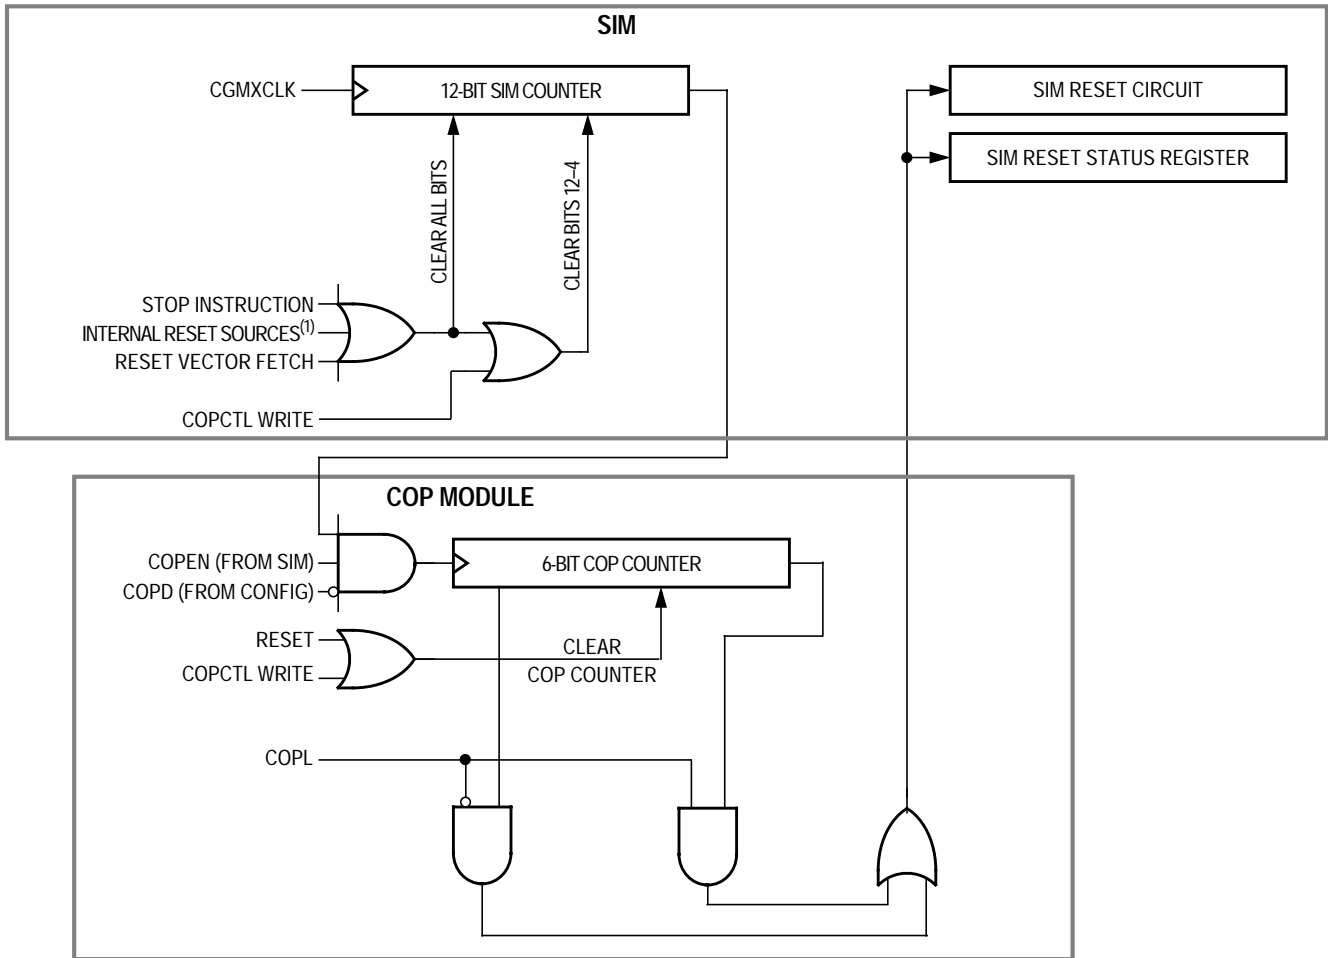 SIM
CGMXCLK
12-BIT SIM COUNTER
SIM RESET CIRCUIT
SIM RESET STATUS REGISTER
CLEAR ALL BITS
CLEAR BITS 12–4
STOP INSTRUCTION
INTERNAL RESET SOURCES(1)
RESET VECTOR FETCH
COPCTL WRITE
COP MODULE
COPEN (FROM SIM)
6-BIT COP COUNTER
COPD (FROM CONFIG)
RESET
CLEAR
COPCTL WRITE
COP COUNTER
COPL